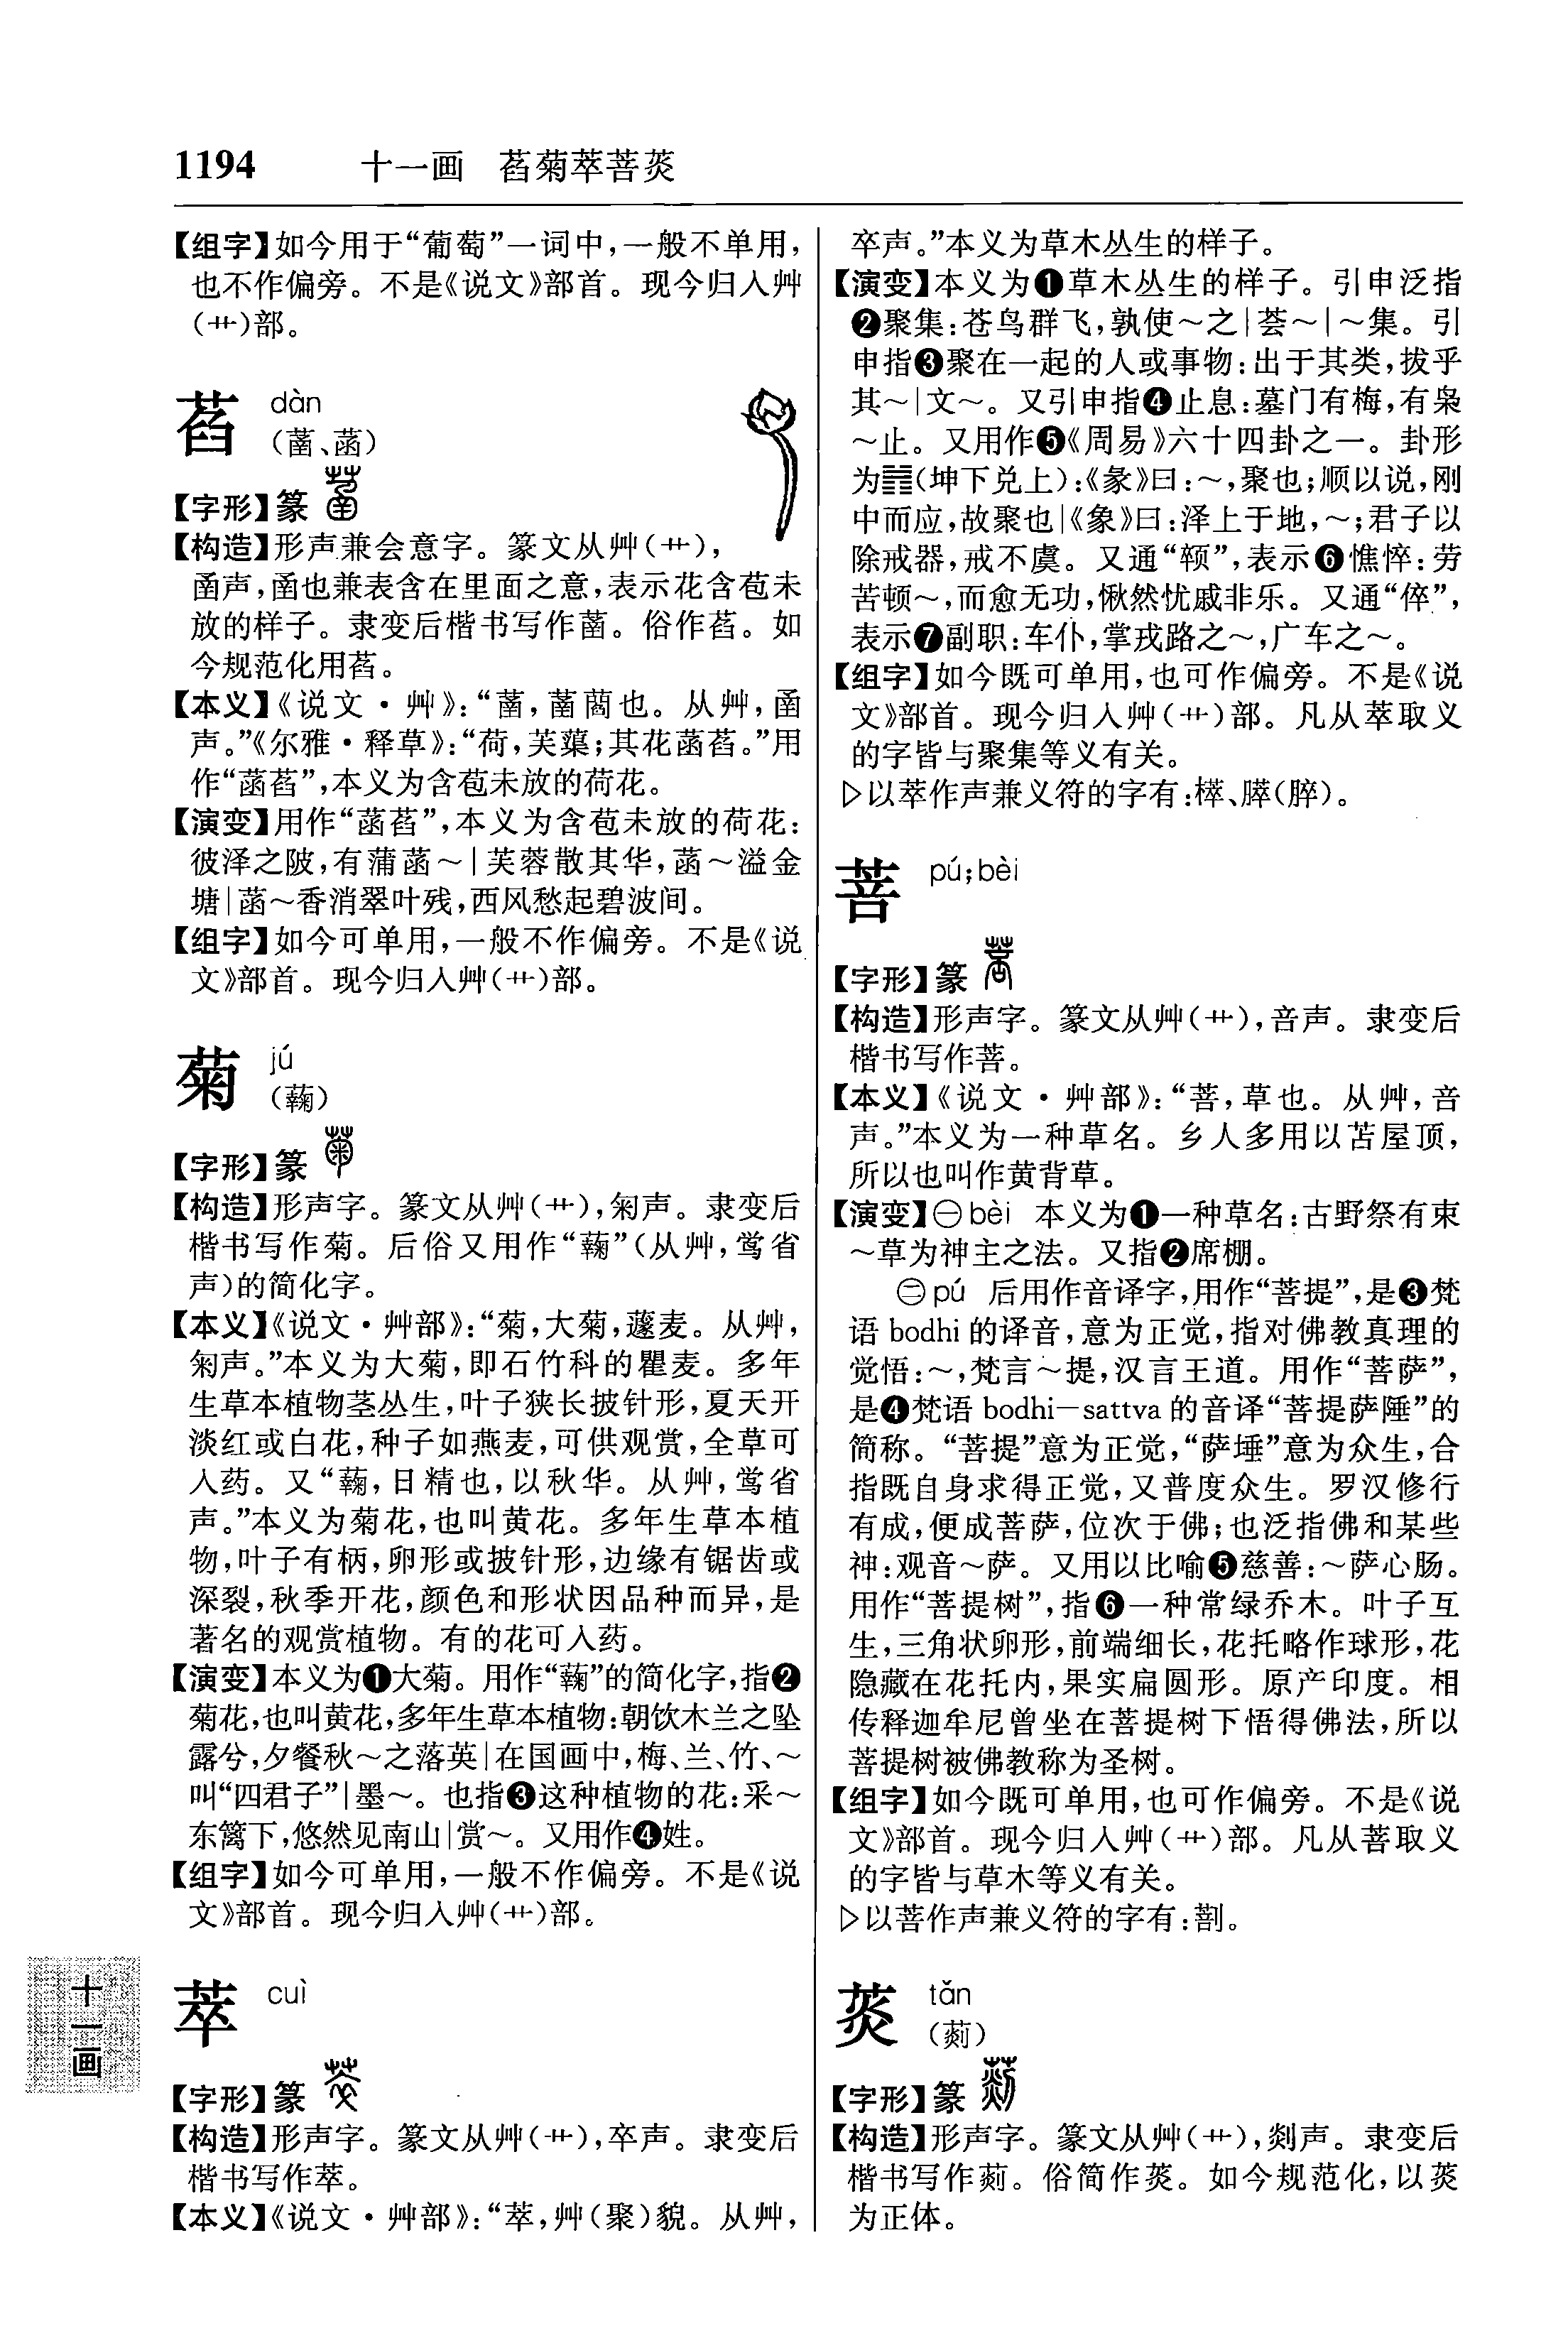 1194 十一画 萏菊萃菩菼
【组字】如今用于“葡萄”一词中,一般不单用,
也不作偏旁。不是《说文》部首。现今归入艸
(艹)部。
萏 dàn
(菡、菡)
【字形】篆
【构造】形声兼会意字。篆文从艸(艹),
圅声,圅也兼表含在里面之意,表示花含苞未
放的样子。隶变后楷书写作菡。俗作萏。如
今规范化用萏。
【本义】《说文·艸》:“菡,菡萏也。从艸,圅
声。”《尔雅·释草》:“荷,芙蕖;其花菡萏。”用
作“菡萏”,本义为含苞未放的荷花。
【演变】用作“菡萏”,本义为含苞未放的荷花:
彼泽之陂,有蒲菡～|芙蓉散其华,菡～溢金
塘|菡～香消翠叶残,西风愁起碧波间。
【组字】如今可单用,一般不作偏旁。不是《说
文》部首。现今归入艸(艹)部。
菊 jú
(蘜)
【字形】篆
【构造】形声字。篆文从艸(艹),匊声。隶变后
楷书写作菊。后俗又用作“蘜”(从艸,省
声)的简化字。
【本义】《说文·艸部》:“菊,大菊,蘧麦。从艸,
匊声。”本义为大菊,即石竹科的瞿麦。多年
生草本植物茎丛生,叶子狭长披针形,夏天开
淡红或白花,种子如燕麦,可供观赏,全草可
入药。又“蘜,日精也,以秋华。从艸,省
声。”本义为菊花,也叫黄花。多年生草本植
物,叶子有柄,卵形或披针形,边缘有锯齿或
深裂,秋季开花,颜色和形状因品种而异,是
著名的观赏植物。有的花可入药。
【演变】本义为❶大菊。用作“蘜”的简化字,指❷
菊花,也叫黄花,多年生草本植物:朝饮木兰之坠
露兮,夕餐秋～之落英|在国画中,梅、兰、竹、～
叫“四君子”|墨～。也指❸这种植物的花:采～
东篱下,悠然见南山|赏～。又用作❹姓。
【组字】如今可单用,一般不作偏旁。不是《说
文》部首。现今归入艸(艹)部。
十一画
萃 cuì
【字形】篆
【构造】形声字。篆文从艸(艹),卒声。隶变后
楷书写作萃。
【本义】《说文·艸部》:“萃,艸(聚)貌。从艸,
卒声。”本义为草木丛生的样子。
【演变】本义为❶草木丛生的样子。引申泛指
❷聚集:苍鸟群飞,孰使～之|荟～|～集。引
申指❸聚在一起的人或事物:出于其类,拔乎
其～|文～。又引申指❹止息:墓门有梅,有枭
～止。又用作❺《周易》六十四卦之一。卦形
为䷬(坤下兑上):《彖》曰:～,聚也;顺以说,刚
中而应,故聚也|《象》曰:泽上于地,～;君子以
除戎器,戒不虞。又通“顇”,表示❻憔悴:劳
苦顿～,而愈无功,愀然忧戚非乐。又通“倅”,
表示❼副职:车仆,掌戎路之～,广车之～。
【组字】如今既可单用,也可作偏旁。不是《说
文》部首。现今归入艸(艹)部。凡从萃取义
的字皆与聚集等义有关。
▷以萃作声兼义符的字有:槯、膵(脺)。
菩 pú;bèi
【字形】篆
【构造】形声字。篆文从艸(艹),音声。隶变后
楷书写作菩。
【本义】《说文·艸部》:“菩,草也。从艸,音
声。”本义为一种草名。乡人多用以苫屋顶,
所以也叫作黄背草。
【演变】㊀bèi 本义为❶一种草名:古野祭有束
～草为神主之法。又指❷席棚。
㊁pú 后用作音译字,用作“菩提”,是❸梵
语 bodhi 的译音,意为正觉,指对佛教真理的
觉悟:～,梵言～提,汉言王道。用作“菩萨”,
是❹梵语 bodhi—sattva 的音译“菩提萨陲”的
简称。“菩提”意为正觉,“萨埵”意为众生,合
指既自身求得正觉,又普度众生。罗汉修行
有成,便成菩萨,位次于佛;也泛指佛和某些
神:观音～萨。又用以比喻❺慈善:～萨心肠。
用作“菩提树”,指❻一种常绿乔木。叶子互
生,三角状卵形,前端细长,花托略作球形,花
隐藏在花托内,果实扁圆形。原产印度。相
传释迦牟尼曾坐在菩提树下悟得佛法,所以
菩提树被佛教称为圣树。
【组字】如今既可单用,也可作偏旁。不是《说
文》部首。现今归入艸(艹)部。凡从菩取义
的字皆与草木等义有关。
▷以菩作声兼义符的字有:㔍。
菼 tǎn
(䕭)
【字形】篆
【构造】形声字。篆文从艸(艹),剡声。隶变后
楷书写作䕭。俗简作菼。如今规范化,以菼
为正体。